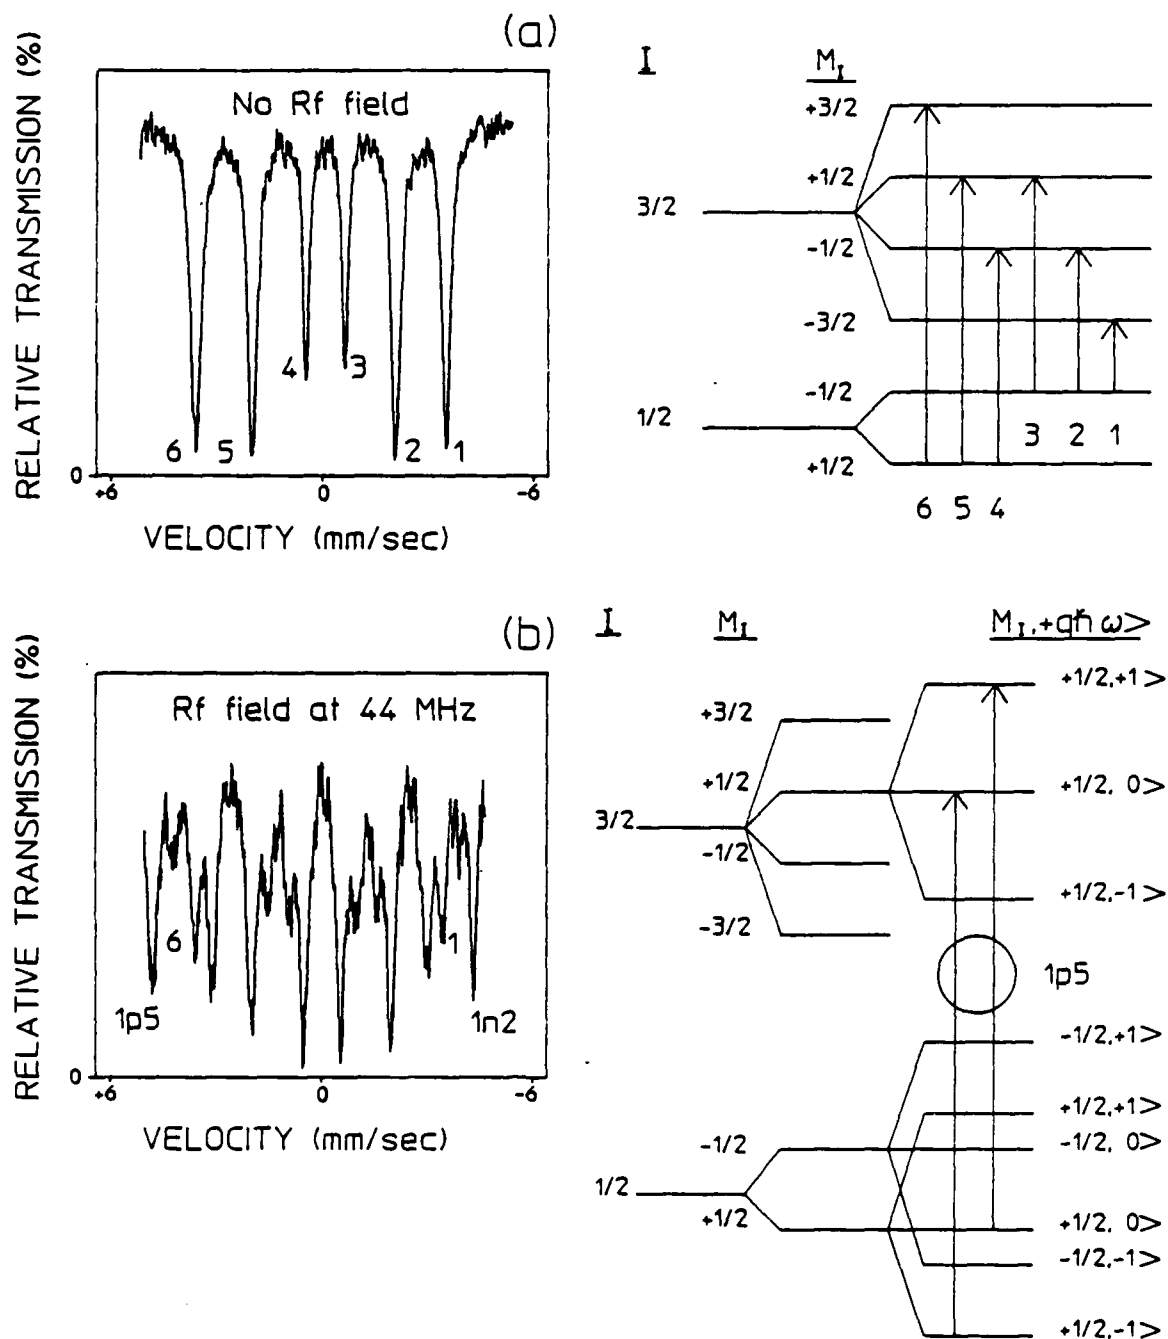 (a)
RELATIVE TRANSMISSION (%)
No Rf field
6 5 4 3 2 1
0
+6 0 -6
VELOCITY (mm/sec)
I M_I
+3/2
+1/2
3/2
-1/2
-3/2
-1/2
1/2
+1/2
3 2 1
6 5 4
(b)
RELATIVE TRANSMISSION (%)
Rf field at 44 MHz
6 1
1p5 1n2
0
+6 0 -6
VELOCITY (mm/sec)
I M_I M_I,+qħω>
+1/2,+1>
+3/2
+1/2
+1/2, 0>
3/2
-1/2
+1/2,-1>
-3/2
1p5
-1/2,+1>
+1/2,+1>
-1/2
-1/2, 0>
1/2
+1/2
+1/2, 0>
-1/2,-1>
+1/2,-1>